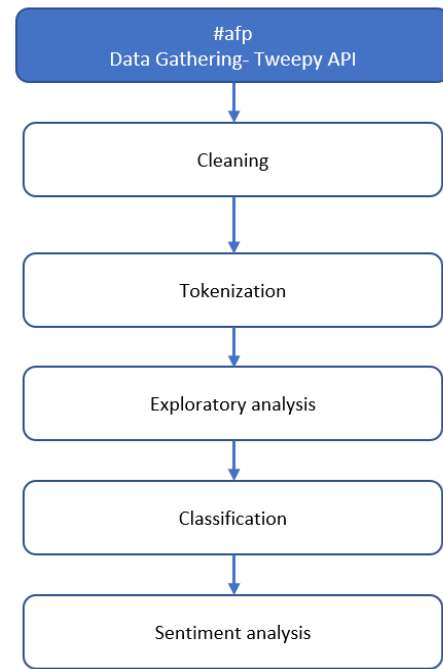 #afp
Data Gathering- Tweepy API
Cleaning
Tokenization
Exploratory analysis
Classification
Sentiment analysis